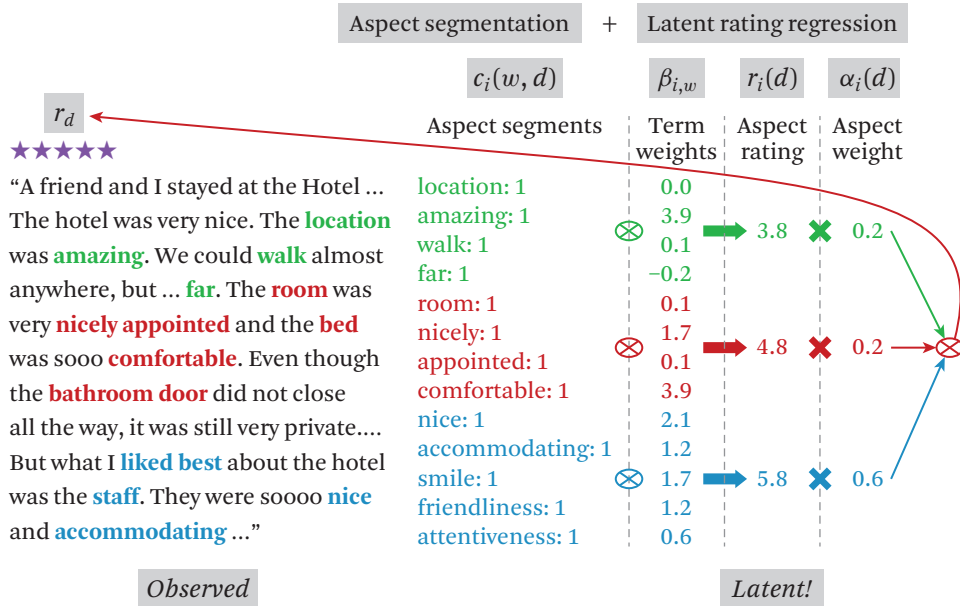 Aspect segmentation + Latent rating regression
c_i(w, d) β_{i,w} r_i(d) α_i(d)
r_d
Aspect segments Term weights Aspect rating Aspect weight
“A friend and I stayed at the Hotel ...
The hotel was very nice. The location
was amazing. We could walk almost
anywhere, but ... far. The room was
very nicely appointed and the bed
was sooo comfortable. Even though
the bathroom door did not close
all the way, it was still very private....
But what I liked best about the hotel
was the staff. They were soooo nice
and accommodating ...”
location: 1 0.0
amazing: 1 3.9
walk: 1 0.1
far: 1 −0.2
3.8 0.2
room: 1 0.1
nicely: 1 1.7
appointed: 1 0.1
comfortable: 1 3.9
4.8 0.2
nice: 1 2.1
accommodating: 1 1.2
smile: 1 1.7
friendliness: 1 1.2
attentiveness: 1 0.6
5.8 0.6
Observed Latent!